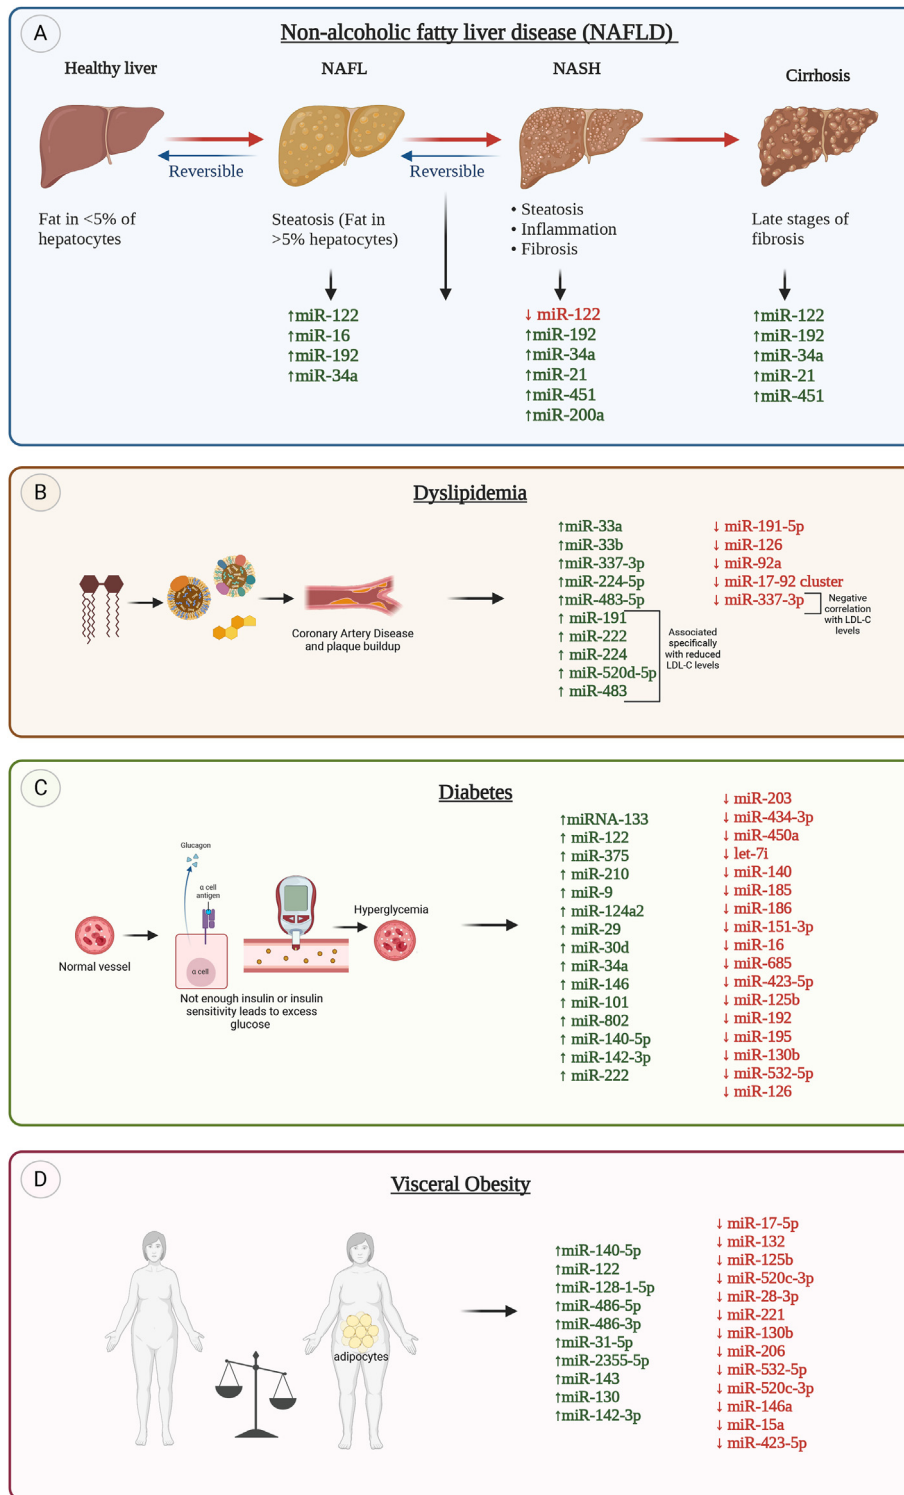 A
Non-alcoholic fatty liver disease (NAFLD)
Healthy liver
NAFL
NASH
Cirrhosis
Reversible
Reversible
Fat in <5% of
hepatocytes
Steatosis (Fat in
>5% hepatocytes)
• Steatosis
• Inflammation
• Fibrosis
Late stages of
fibrosis
↑miR-122
↑miR-16
↑miR-192
↑miR-34a
↓ miR-122
↑miR-192
↑miR-34a
↑miR-21
↑miR-451
↑miR-200a
↑miR-122
↑miR-192
↑miR-34a
↑miR-21
↑miR-451
B
Dyslipidemia
Coronary Artery Disease
and plaque buildup
↑miR-33a
↑miR-33b
↑miR-337-3p
↑miR-224-5p
↑miR-483-5p
↑ miR-191
↑ miR-222
↑ miR-224
↑ miR-520d-5p
↑ miR-483
Associated
specifically
with reduced
LDL-C levels
↓ miR-191-5p
↓ miR-126
↓ miR-92a
↓ miR-17-92 cluster
↓ miR-337-3p
Negative
correlation
with LDL-C
levels
C
Diabetes
Normal vessel
Glucagon
α cell
antigen
α cell
Hyperglycemia
Not enough insulin or insulin
sensitivity leads to excess
glucose
↑miRNA-133
↑ miR-122
↑ miR-375
↑ miR-210
↑ miR-9
↑ miR-124a2
↑ miR-29
↑ miR-30d
↑ miR-34a
↑ miR-146
↑ miR-101
↑ miR-802
↑ miR-140-5p
↑ miR-142-3p
↑ miR-222
↓ miR-203
↓ miR-434-3p
↓ miR-450a
↓ let-7i
↓ miR-140
↓ miR-185
↓ miR-186
↓ miR-151-3p
↓ miR-16
↓ miR-685
↓ miR-423-5p
↓ miR-125b
↓ miR-192
↓ miR-195
↓ miR-130b
↓ miR-532-5p
↓ miR-126
D
Visceral Obesity
adipocytes
↑miR-140-5p
↑miR-122
↑miR-128-1-5p
↑miR-486-5p
↑miR-486-3p
↑miR-31-5p
↑miR-2355-5p
↑miR-143
↑miR-130
↑miR-142-3p
↓ miR-17-5p
↓ miR-132
↓ miR-125b
↓ miR-520c-3p
↓ miR-28-3p
↓ miR-221
↓ miR-130b
↓ miR-206
↓ miR-532-5p
↓ miR-520c-3p
↓ miR-146a
↓ miR-15a
↓ miR-423-5p